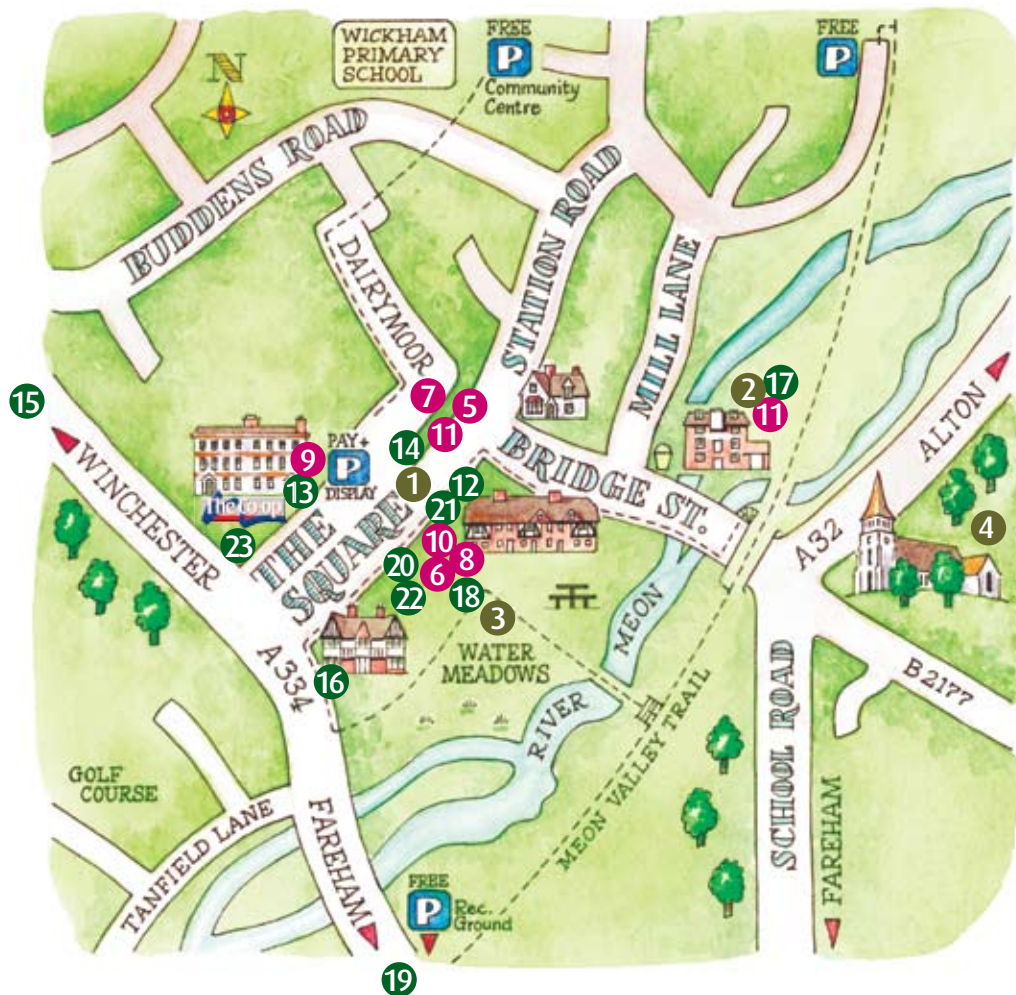 WICKHAM
PRIMARY
SCHOOL
FREE
P
Community
Centre
FREE
P
N
BUDDENS ROAD
DAIRYMOOR
STATION ROAD
MILL LANE
15
WINCHESTER
7
5
11
14
2
17
11
ALTON
9
PAY +
P
DISPLAY
13
The Co-op
23
THE
SQUARE
1
12
21
10
20
6
8
22
18
3
BRIDGE ST.
A32
4
16
A334
WATER
MEADOWS
RIVER
MEON
MEON VALLEY TRAIL
SCHOOL ROAD
B2177
GOLF
COURSE
TANFIELD LANE
FAREHAM
FAREHAM
FREE
P
Rec.
Ground
19